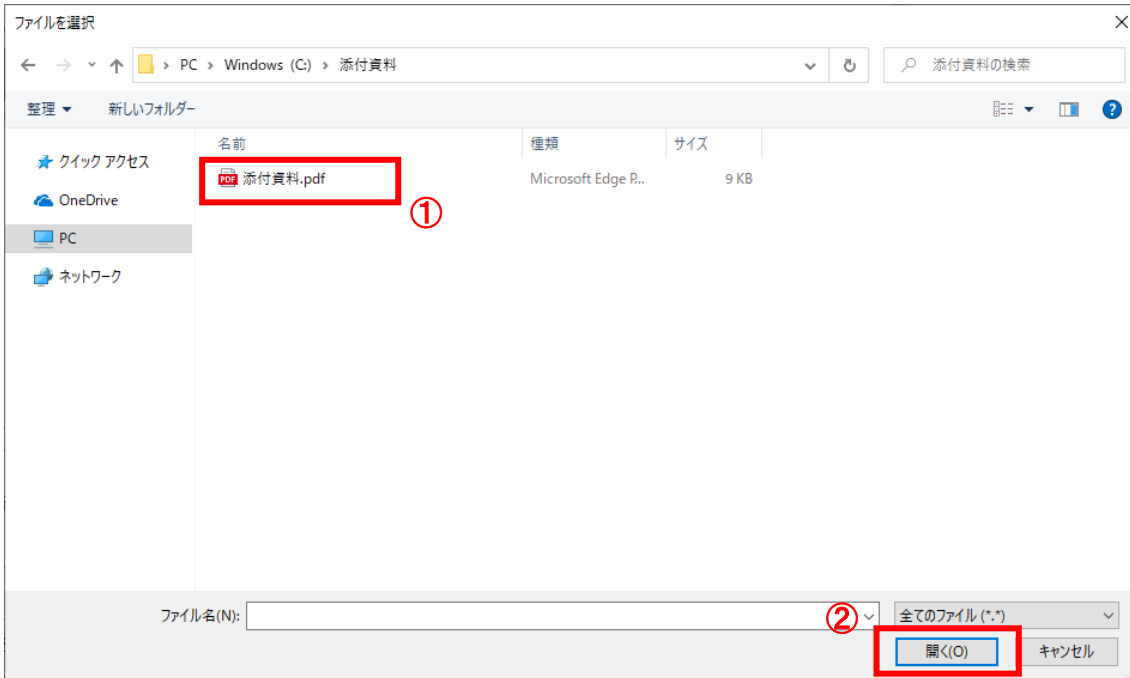 ファイルを選択
PC > Windows (C:) > 添付資料
添付資料の検索
整理 新しいフォルダー
名前 種類 サイズ
クイック アクセス
PDF 添付資料.pdf Microsoft Edge P... 9 KB
①
OneDrive
PC
ネットワーク
ファイル名(N):
② 全てのファイル (*.*)
開く(O) キャンセル